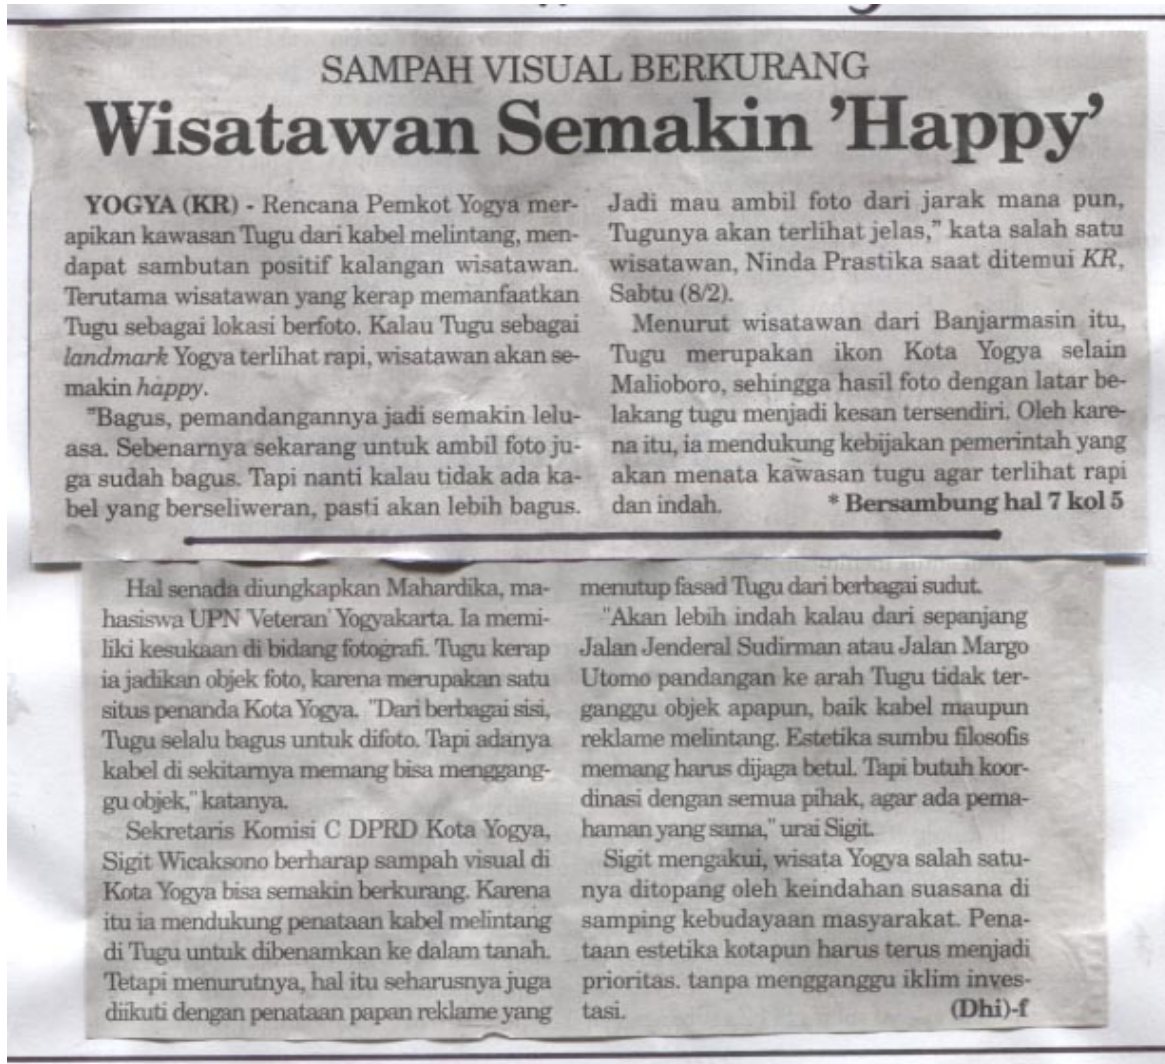 SAMPAH VISUAL BERKURANG
Wisatawan Semakin 'Happy'
YOGYA (KR) - Rencana Pemkot Yogya mer-
apikan kawasan Tugu dari kabel melintang, men-
dapat sambutan positif kalangan wisatawan.
Terutama wisatawan yang kerap memanfaatkan
Tugu sebagai lokasi berfoto. Kalau Tugu sebagai
landmark Yogya terlihat rapi, wisatawan akan se-
makin happy.
"Bagus, pemandangannya jadi semakin lelu-
asa. Sebenarnya sekarang untuk ambil foto ju-
ga sudah bagus. Tapi nanti kalau tidak ada ka-
bel yang berseliweran, pasti akan lebih bagus.
Jadi mau ambil foto dari jarak mana pun,
Tugunya akan terlihat jelas," kata salah satu
wisatawan, Ninda Prastika saat ditemui KR,
Sabtu (8/2).
Menurut wisatawan dari Banjarmasin itu,
Tugu merupakan ikon Kota Yogya selain
Malioboro, sehingga hasil foto dengan latar be-
lakang tugu menjadi kesan tersendiri. Oleh kare-
na itu, ia mendukung kebijakan pemerintah yang
akan menata kawasan tugu agar terlihat rapi
dan indah. * Bersambung hal 7 kol 5
Hal senada diungkapkan Mahardika, ma-
hasiswa UPN 'Veteran' Yogyakarta. Ia memi-
liki kesukaan di bidang fotografi. Tugu kerap
ia jadikan objek foto, karena merupakan satu
situs penanda Kota Yogya. "Dari berbagai sisi,
Tugu selalu bagus untuk difoto. Tapi adanya
kabel di sekitarnya memang bisa mengang-
gu objek," katanya.
Sekretaris Komisi C DPRD Kota Yogya,
Sigit Wicaksono berharap sampah visual di
Kota Yogya bisa semakin berkurang. Karena
itu ia mendukung penataan kabel melintang
di Tugu untuk dibenamkan ke dalam tanah.
Tetapi menurutnya, hal itu seharusnya juga
diikuti dengan penataan papan reklame yang
menutup fasad Tugu dari berbagai sudut.
"Akan lebih indah kalau dari sepanjang
Jalan Jenderal Sudirman atau Jalan Margo
Utomo pandangan ke arah Tugu tidak ter-
ganggu objek apapun, baik kabel maupun
reklame melintang. Estetika sumbu filosofis
memang harus dijaga betul. Tapi butuh koor-
dinasi dengan semua pihak, agar ada pema-
haman yang sama," urai Sigit.
Sigit mengakui, wisata Yogya salah satu-
nya ditopang oleh keindahan suasana di
samping kebudayaan masyarakat. Pena-
taan estetika kotapun harus terus menjadi
prioritas. tanpa mengganggu iklim inves-
tasi. (Dhi)-f